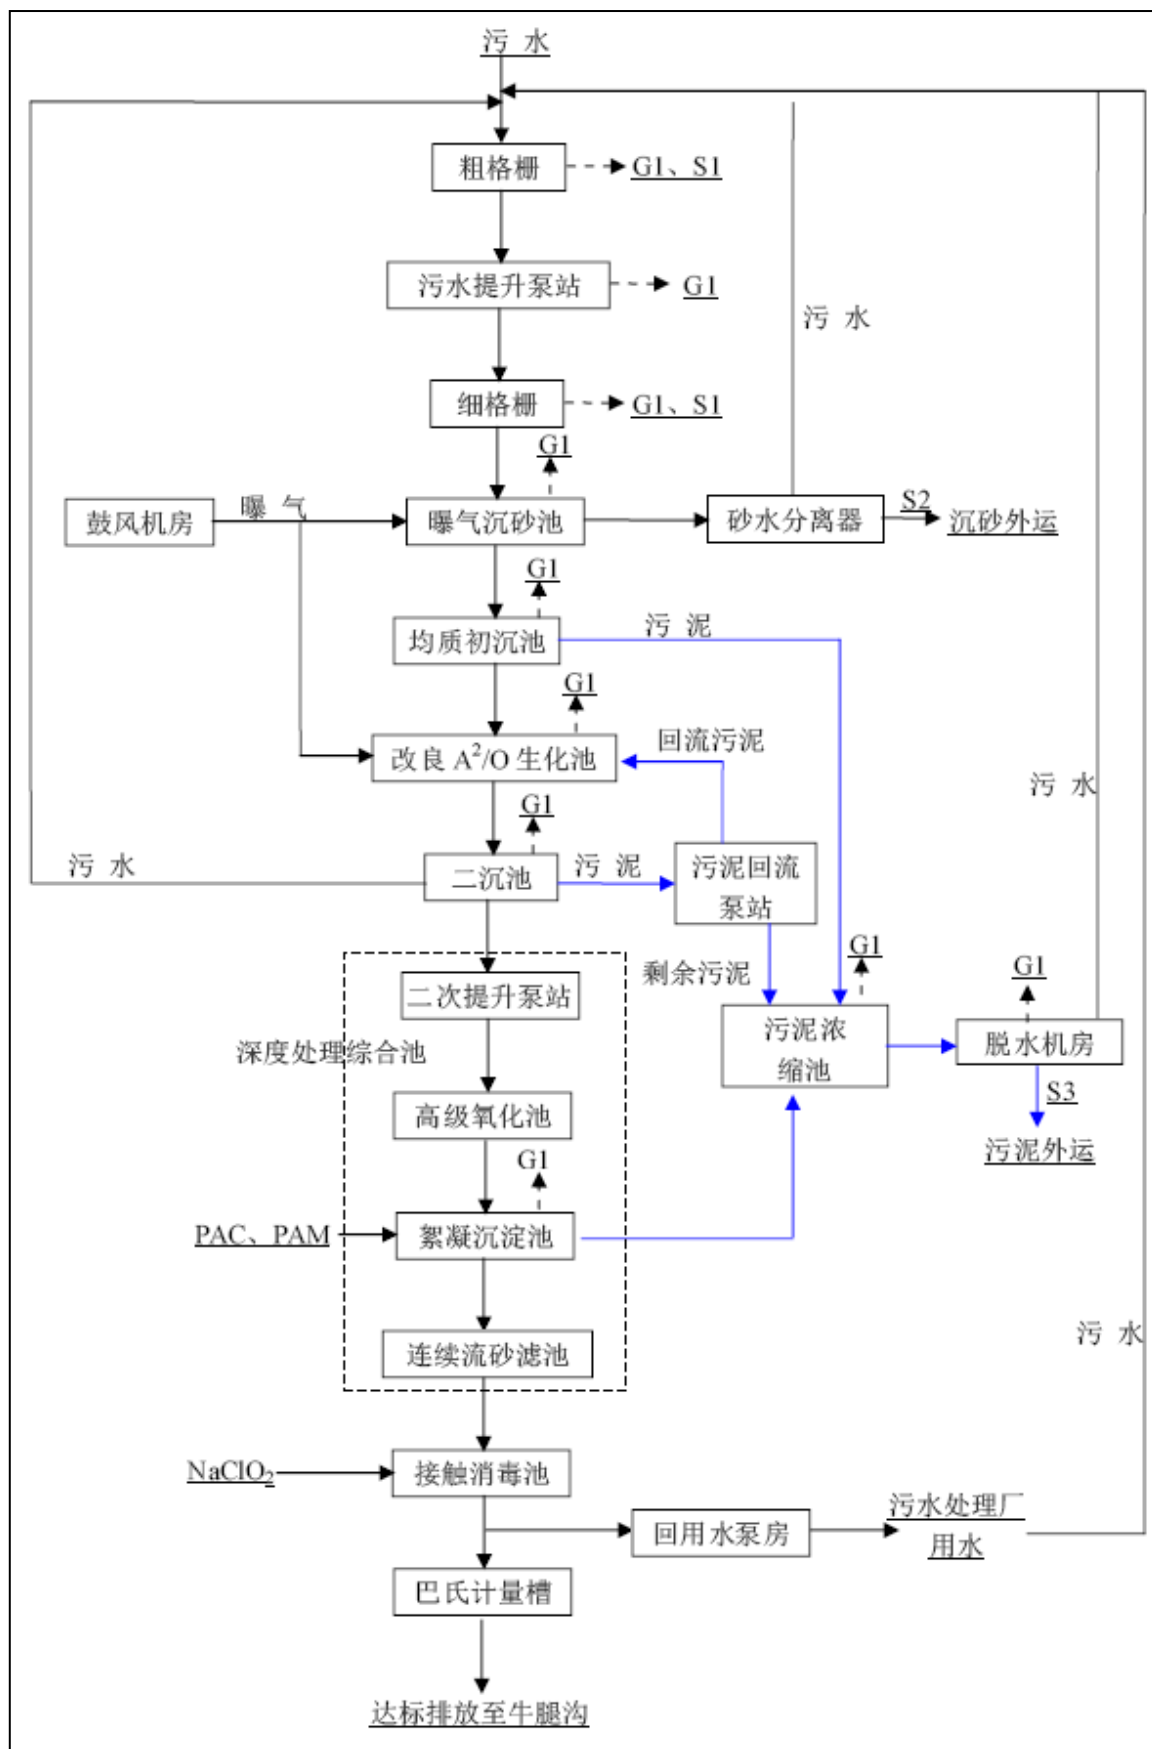 污 水
粗格栅
G1、S1
污水提升泵站
G1
污 水
细格栅
G1、S1
G1
鼓风机房
曝 气
曝气沉砂池
砂水分离器
S2
沉砂外运
G1
均质初沉池
污 泥
G1
改良 A²/O 生化池
回流污泥
污 水
G1
污 水
二沉池
污 泥
污泥回流
泵站
G1
剩余污泥
G1
二次提升泵站
深度处理综合池
污泥浓
缩池
脱水机房
S3
污泥外运
高级氧化池
G1
PAC、PAM
絮凝沉淀池
连续流砂滤池
污 水
NaClO₂
接触消毒池
回用水泵房
污水处理厂
用水
巴氏计量槽
达标排放至牛腿沟